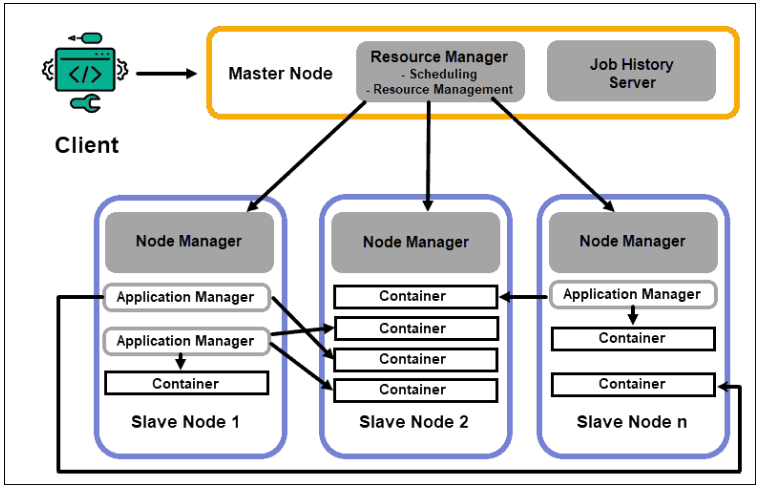 Client
Master Node
Resource Manager
- Scheduling
- Resource Management
Job History
Server
Node Manager
Application Manager
Application Manager
Container
Slave Node 1
Node Manager
Container
Container
Container
Container
Slave Node 2
Node Manager
Application Manager
Container
Container
Slave Node n